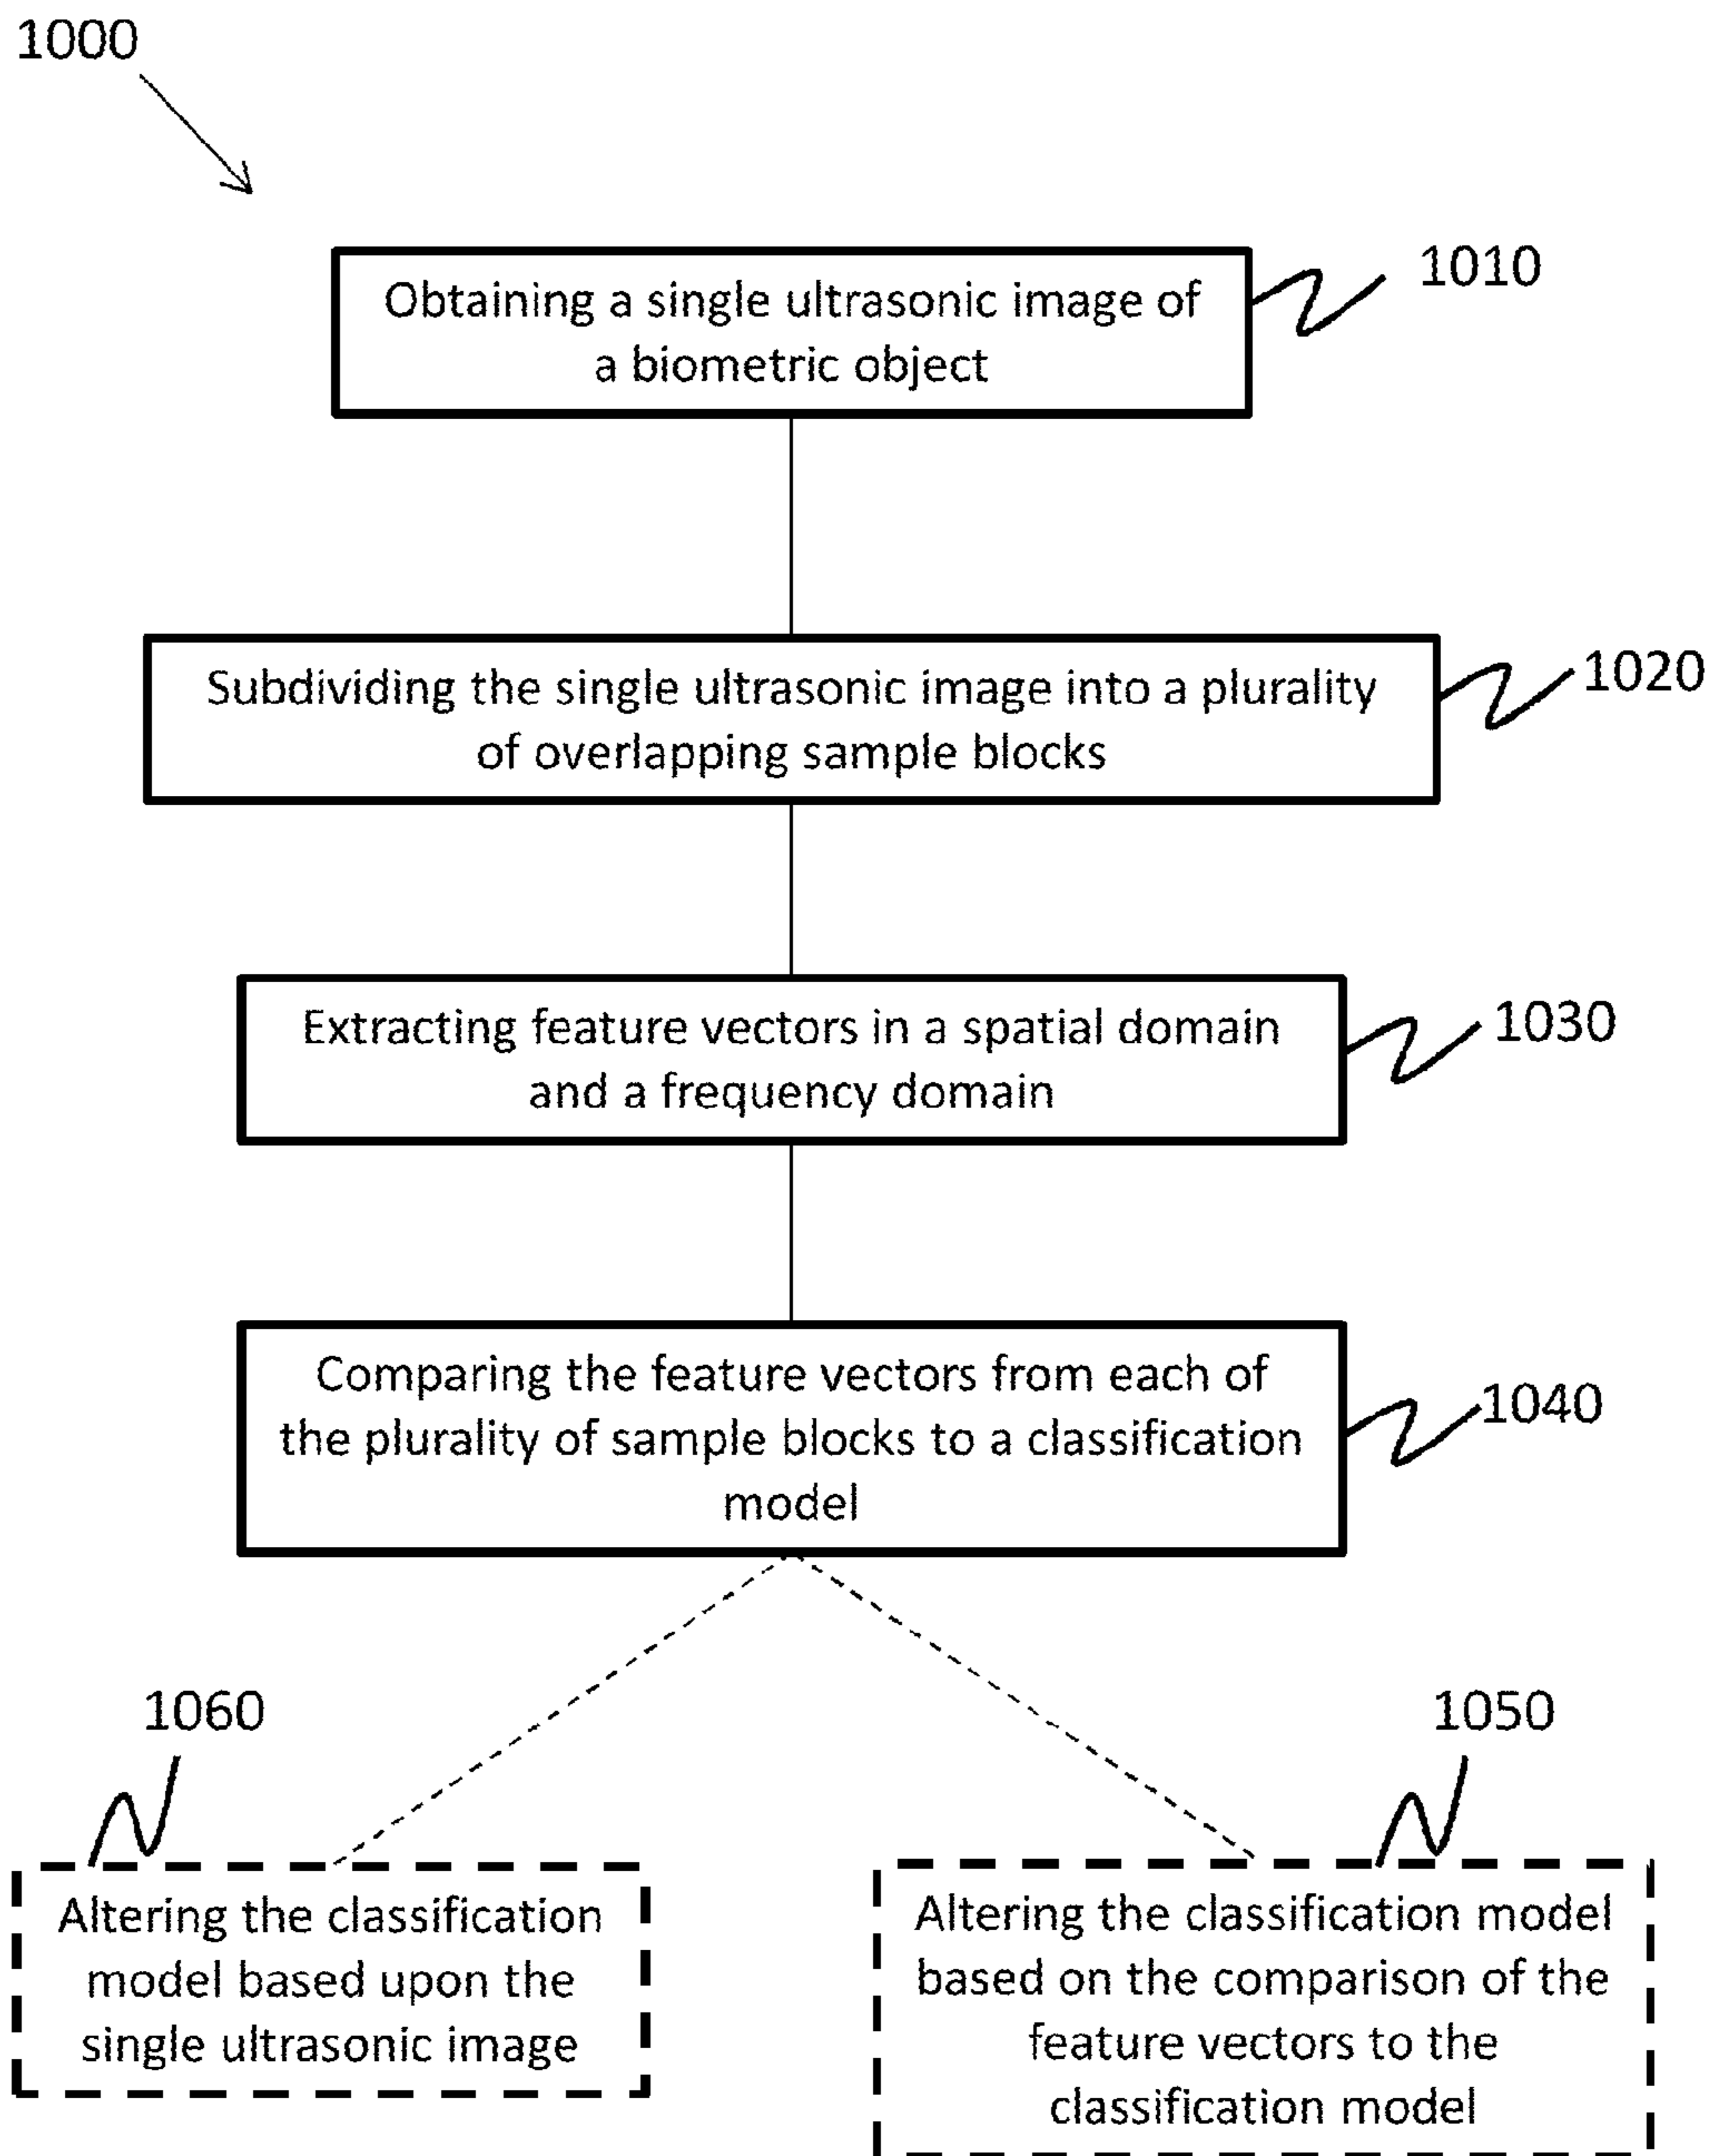 1000
1010
Obtaining a single ultrasonic image of
a biometric object
1020
Subdividing the single ultrasonic image into a plurality
of overlapping sample blocks
1030
Extracting feature vectors in a spatial domain
and a frequency domain
1040
Comparing the feature vectors from each of
the plurality of sample blocks to a classification
model
1060
Altering the classification
model based upon the
single ultrasonic image
1050
Altering the classification model
based on the comparison of the
feature vectors to the
classification model